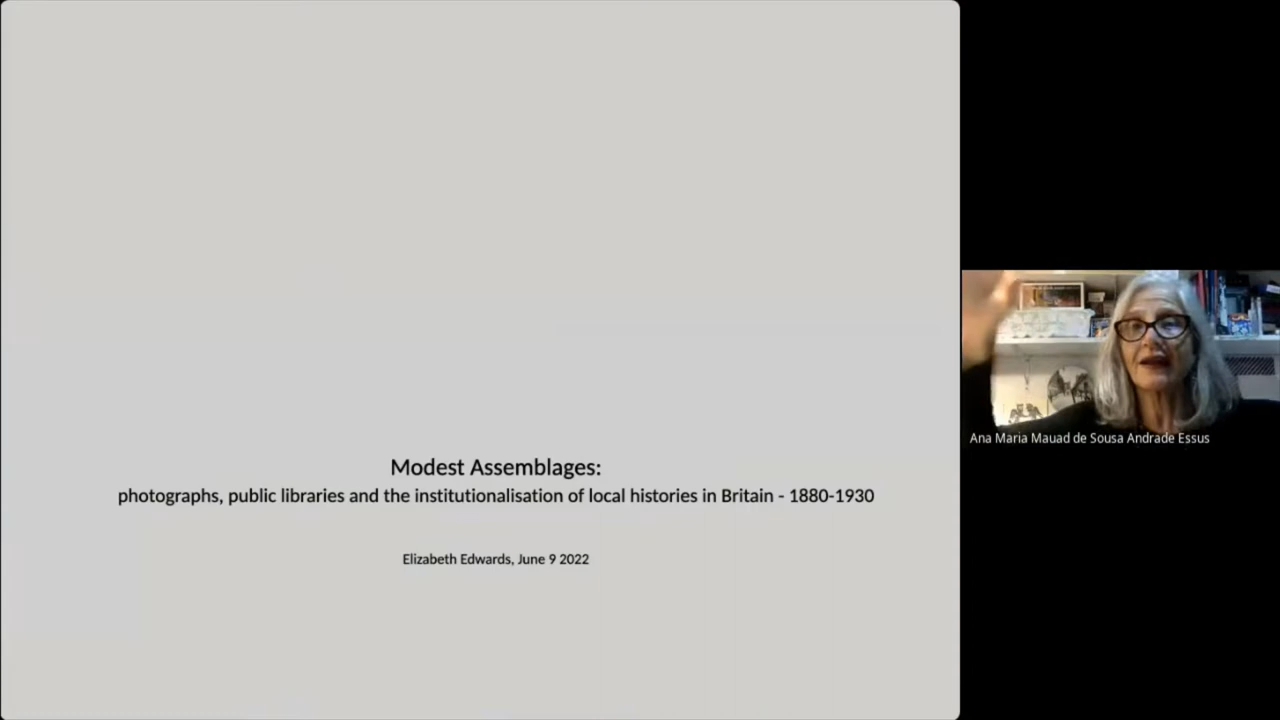 Modest Assemblages:
photographs, public libraries and the institutionalisation of local histories in Britain - 1880-1930
Elizabeth Edwards, June 9 2022
Ana Maria Mauad de Sousa Andrade Essus